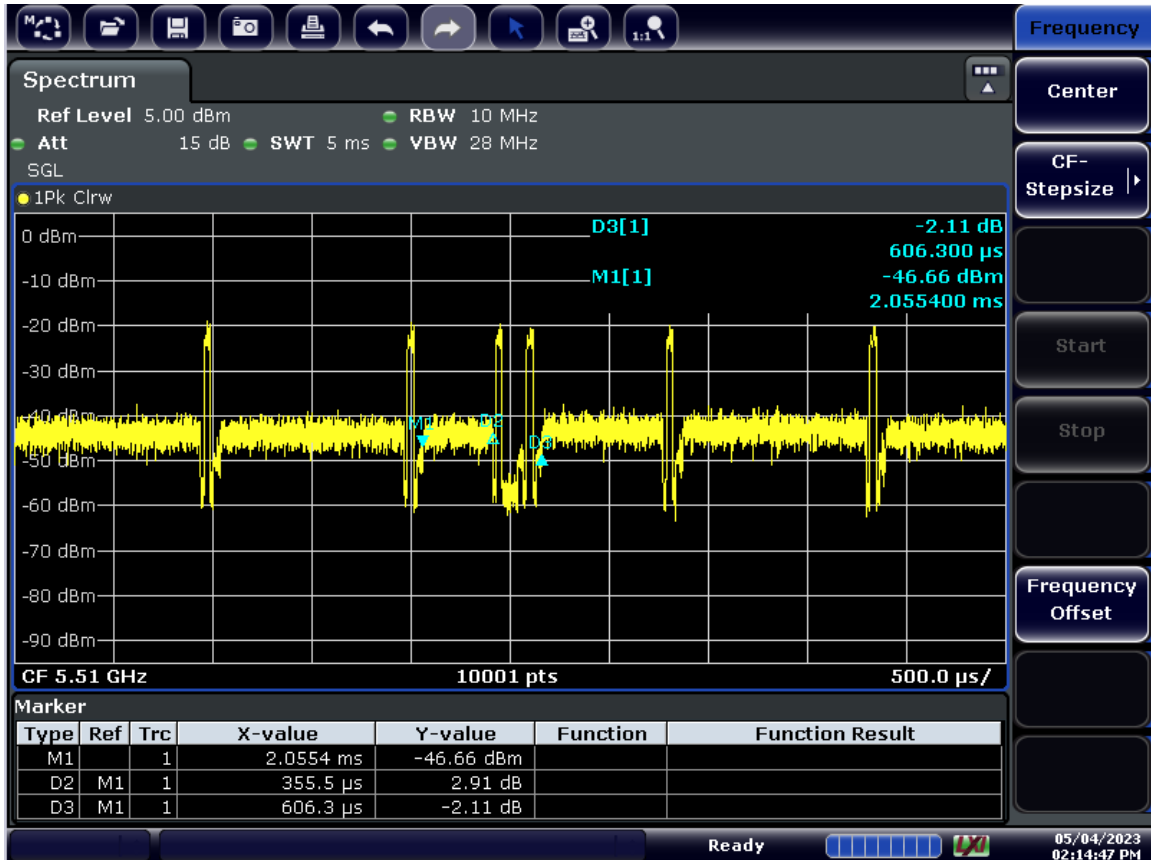 M
1:1
Frequency
Spectrum
Center
Ref Level 5.00 dBm RBW 10 MHz
Att 15 dB SWT 5 ms VBW 28 MHz
SGL
CF-
Stepsize
1Pk Clrw
0 dBm
D3[1] -2.11 dB
606.300 µs
-10 dBm
M1[1] -46.66 dBm
2.055400 ms
-20 dBm
Start
-30 dBm
-40 dBm
M1 D2
Stop
D3
-50 dBm
-60 dBm
-70 dBm
-80 dBm
Frequency
Offset
-90 dBm
CF 5.51 GHz 10001 pts 500.0 µs/
Marker
Type Ref Trc X-value Y-value Function Function Result
M1 1 2.0554 ms -46.66 dBm
D2 M1 1 355.5 µs 2.91 dB
D3 M1 1 606.3 µs -2.11 dB
Ready LXI 05/04/2023
02:14:47 PM